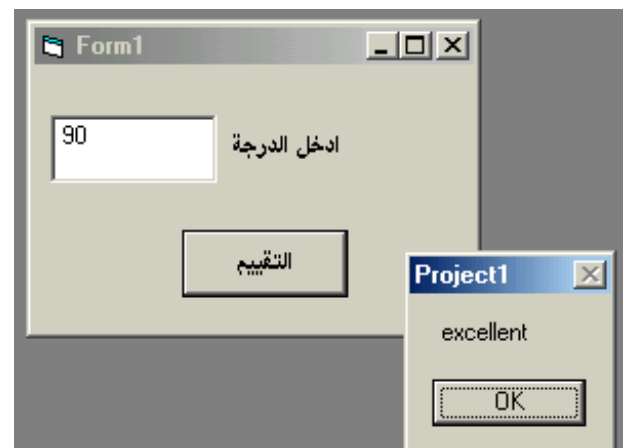 Form1
90
ادخل الدرجة
التقييم
Project1
excellent
OK